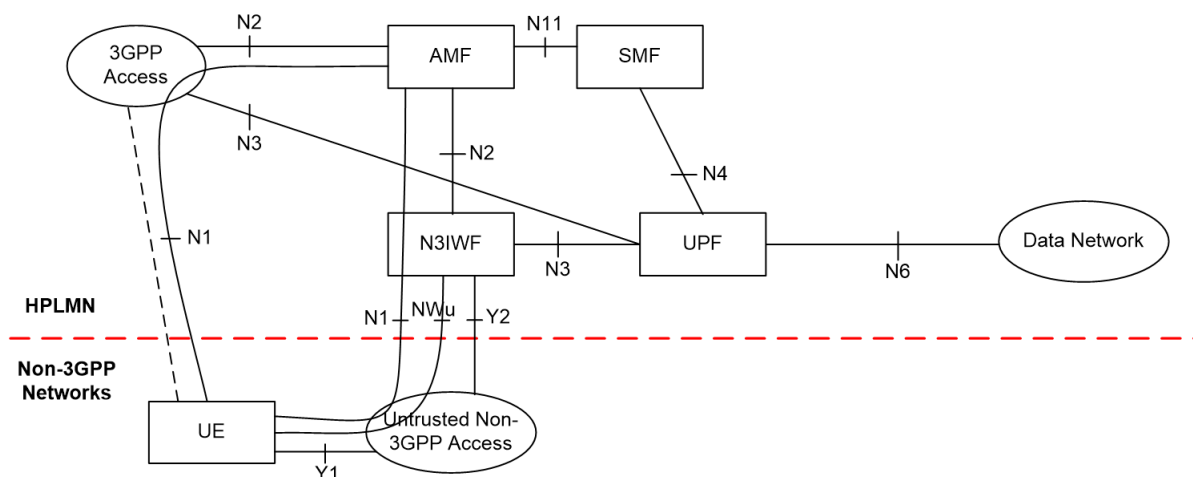 N2
3GPP
Access
AMF
N11
SMF
N3
N2
N4
N1
N3IWF
N3
UPF
N6
Data Network
HPLMN
N1
NWu
Y2
Non-3GPP
Networks
UE
Untrusted Non-
3GPP Access
Y1